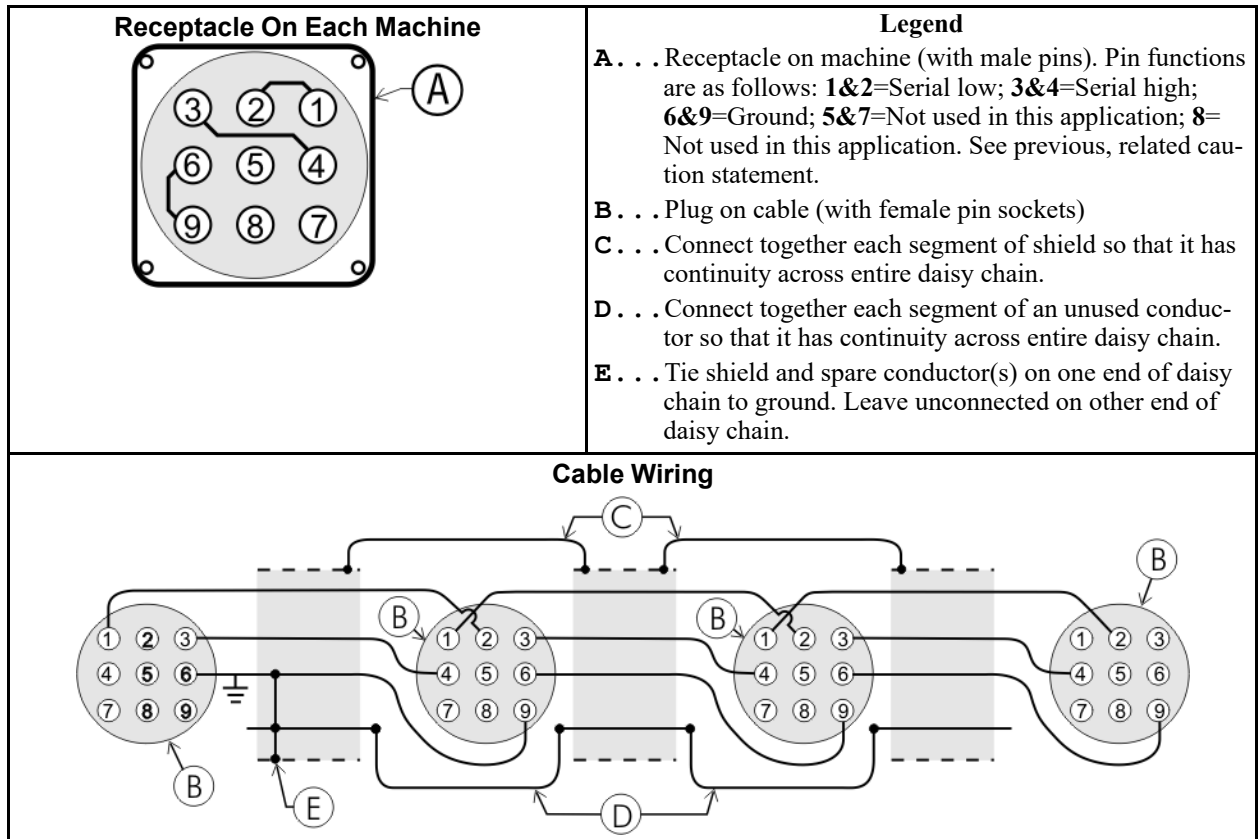 Receptacle On Each Machine
3 2 1
6 5 4
9 8 7
A
Legend
A... Receptacle on machine (with male pins). Pin functions
are as follows: 1&2=Serial low; 3&4=Serial high;
6&9=Ground; 5&7=Not used in this application; 8=
Not used in this application. See previous, related cau-
tion statement.
B... Plug on cable (with female pin sockets)
C... Connect together each segment of shield so that it has
continuity across entire daisy chain.
D... Connect together each segment of an unused conduc-
tor so that it has continuity across entire daisy chain.
E... Tie shield and spare conductor(s) on one end of daisy
chain to ground. Leave unconnected on other end of
daisy chain.
Cable Wiring
C
B
B
B
1 2 3
4 5 6
7 8 9
1 2 3
4 5 6
7 8 9
1 2 3
4 5 6
7 8 9
1 2 3
4 5 6
7 8 9
B
E
D